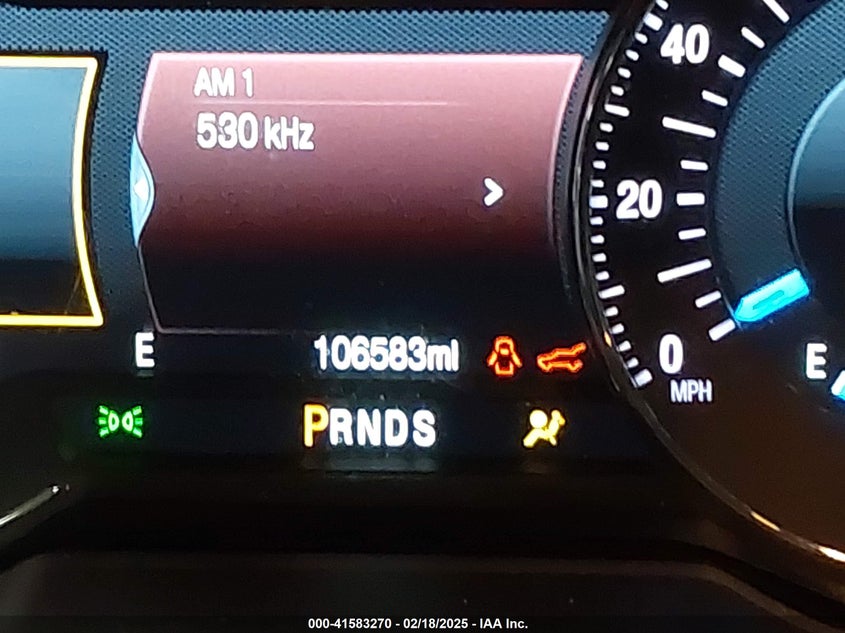 AM 1
530 kHz
40
20
0
MPH
E
106583mi
E
PRNDS
000-41583270 - 02/18/2025 - IAA Inc.